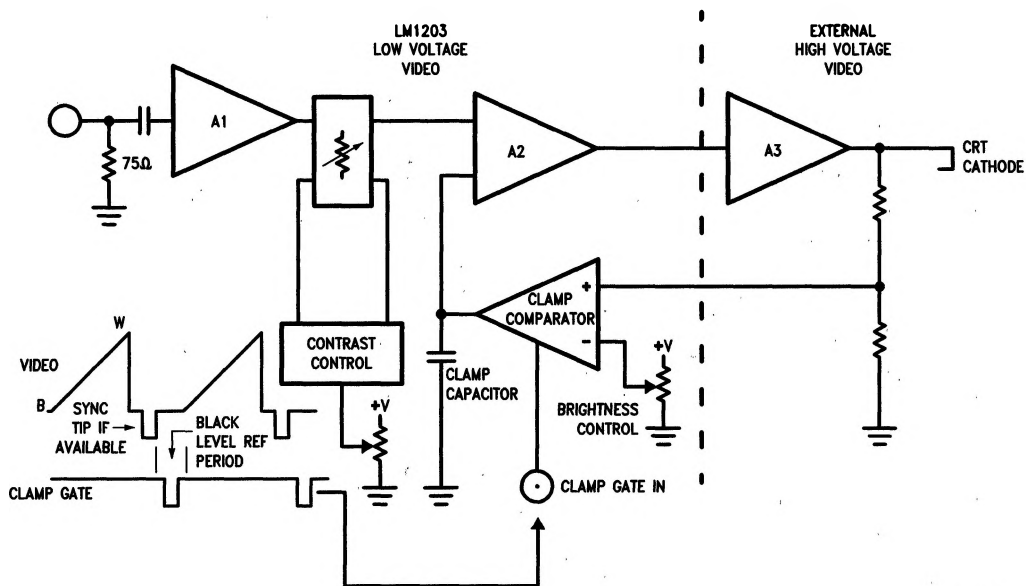 LM1203
LOW VOLTAGE
VIDEO
EXTERNAL
HIGH VOLTAGE
VIDEO
A1
A2
A3
75Ω
CRT
CATHODE
CLAMP
COMPARATOR
+
−
CONTRAST
CONTROL
+V
CLAMP
CAPACITOR
+V
BRIGHTNESS
CONTROL
VIDEO
W
B
SYNC
TIP IF
AVAILABLE
BLACK
LEVEL REF
PERIOD
CLAMP GATE
CLAMP GATE IN